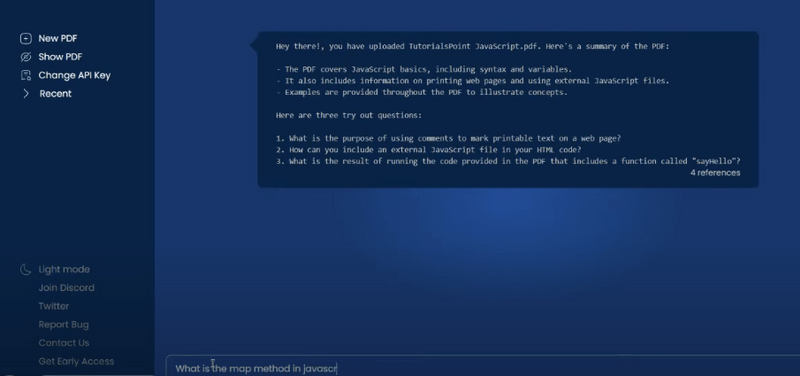 New PDF
Show PDF
Change API Key
Recent
Hey there!, you have uploaded TutorialsPoint JavaScript.pdf. Here's a summary of the PDF:
- The PDF covers JavaScript basics, including syntax and variables.
- It also includes information on printing web pages and using external JavaScript files.
- Examples are provided throughout the PDF to illustrate concepts.
Here are three try out questions:
1. What is the purpose of using comments to mark printable text on a web page?
2. How can you include an external JavaScript file in your HTML code?
3. What is the result of running the code provided in the PDF that includes a function called "sayHello"?
4 references
Light mode
Join Discord
Twitter
Report Bug
Contact Us
Get Early Access
What is the map method in javascr